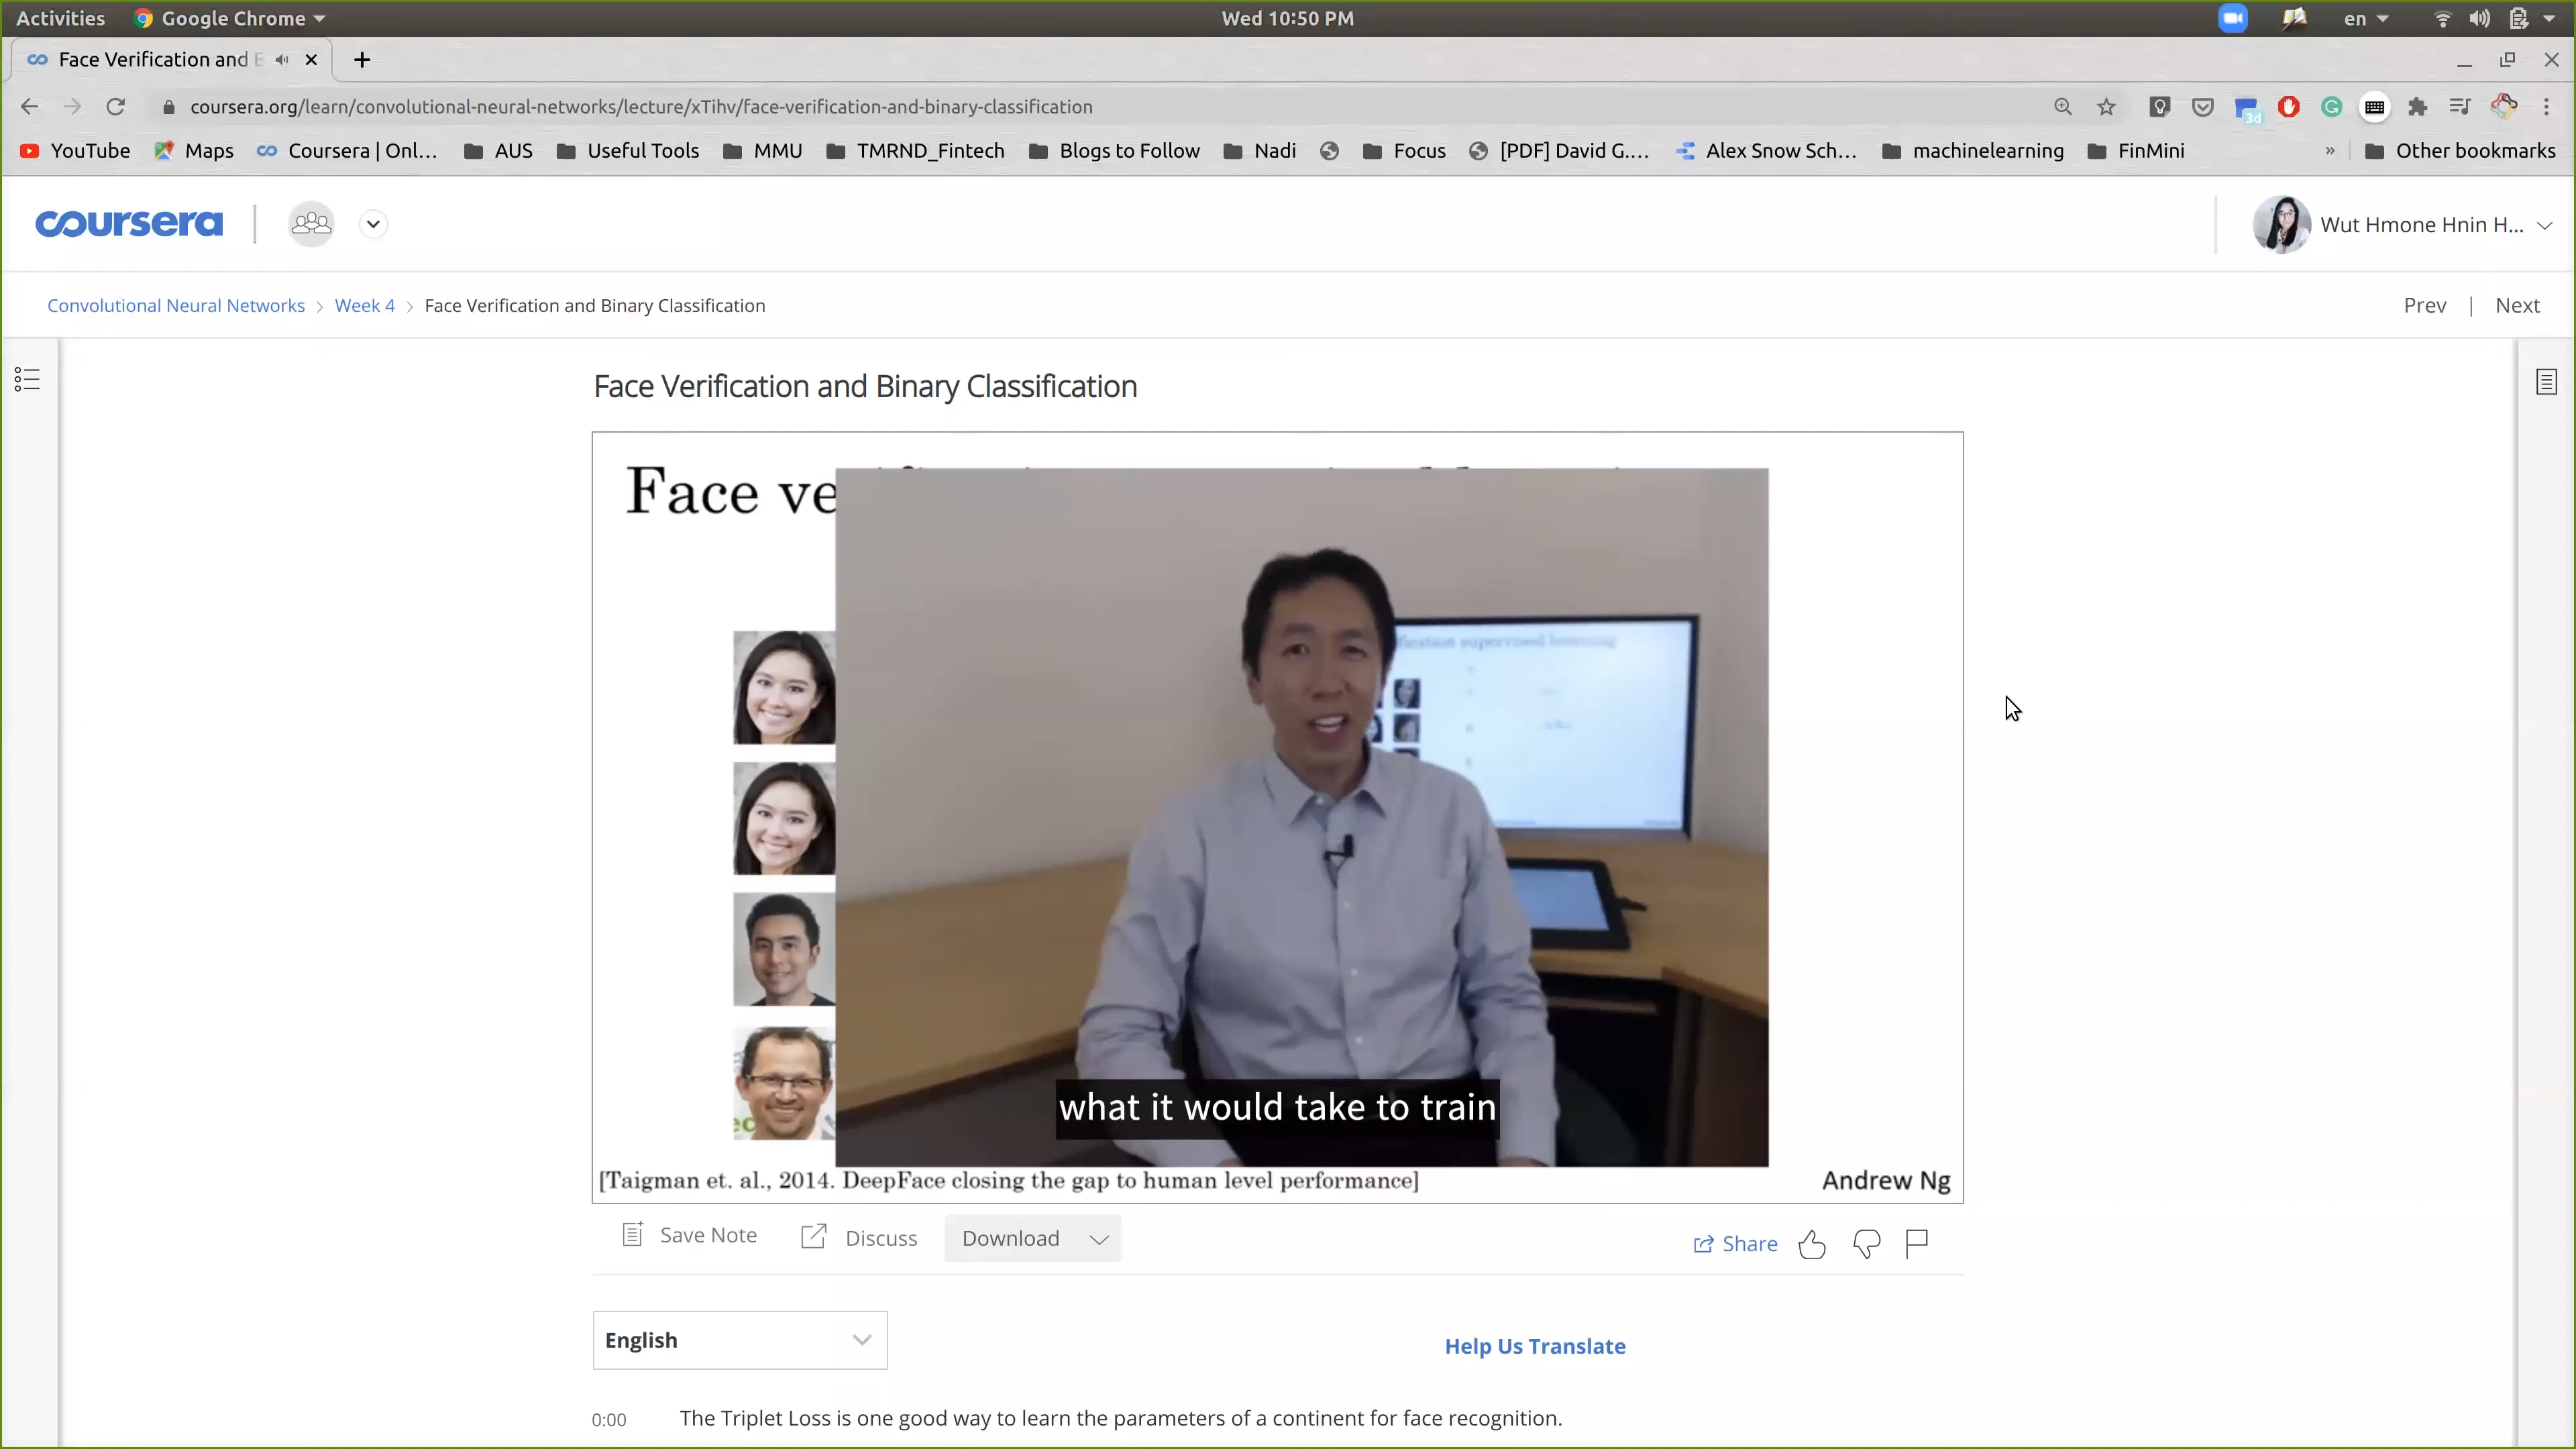 Activities
Google Chrome
Wed 10:50 PM
en
Face Verification and
coursera.org/learn/convolutional-neural-networks/lecture/xTihv/face-verification-and-binary-classification
3d
YouTube
Maps
Coursera | Onl...
AUS
Useful Tools
MMU
TMRND_Fintech
Blogs to Follow
Nadi
Focus
[PDF] David G....
Alex Snow Sch...
machinelearning
FinMini
»
Other bookmarks
coursera
Wut Hmone Hnin H...
Convolutional Neural Networks > Week 4 > Face Verification and Binary Classification
Prev | Next
Face Verification and Binary Classification
Face ve
fication supervised learning
what it would take to train
[Taigman et. al., 2014. DeepFace closing the gap to human level performance]
Andrew Ng
Save Note
Discuss
Download
Share
English
Help Us Translate
0:00
The Triplet Loss is one good way to learn the parameters of a continent for face recognition.